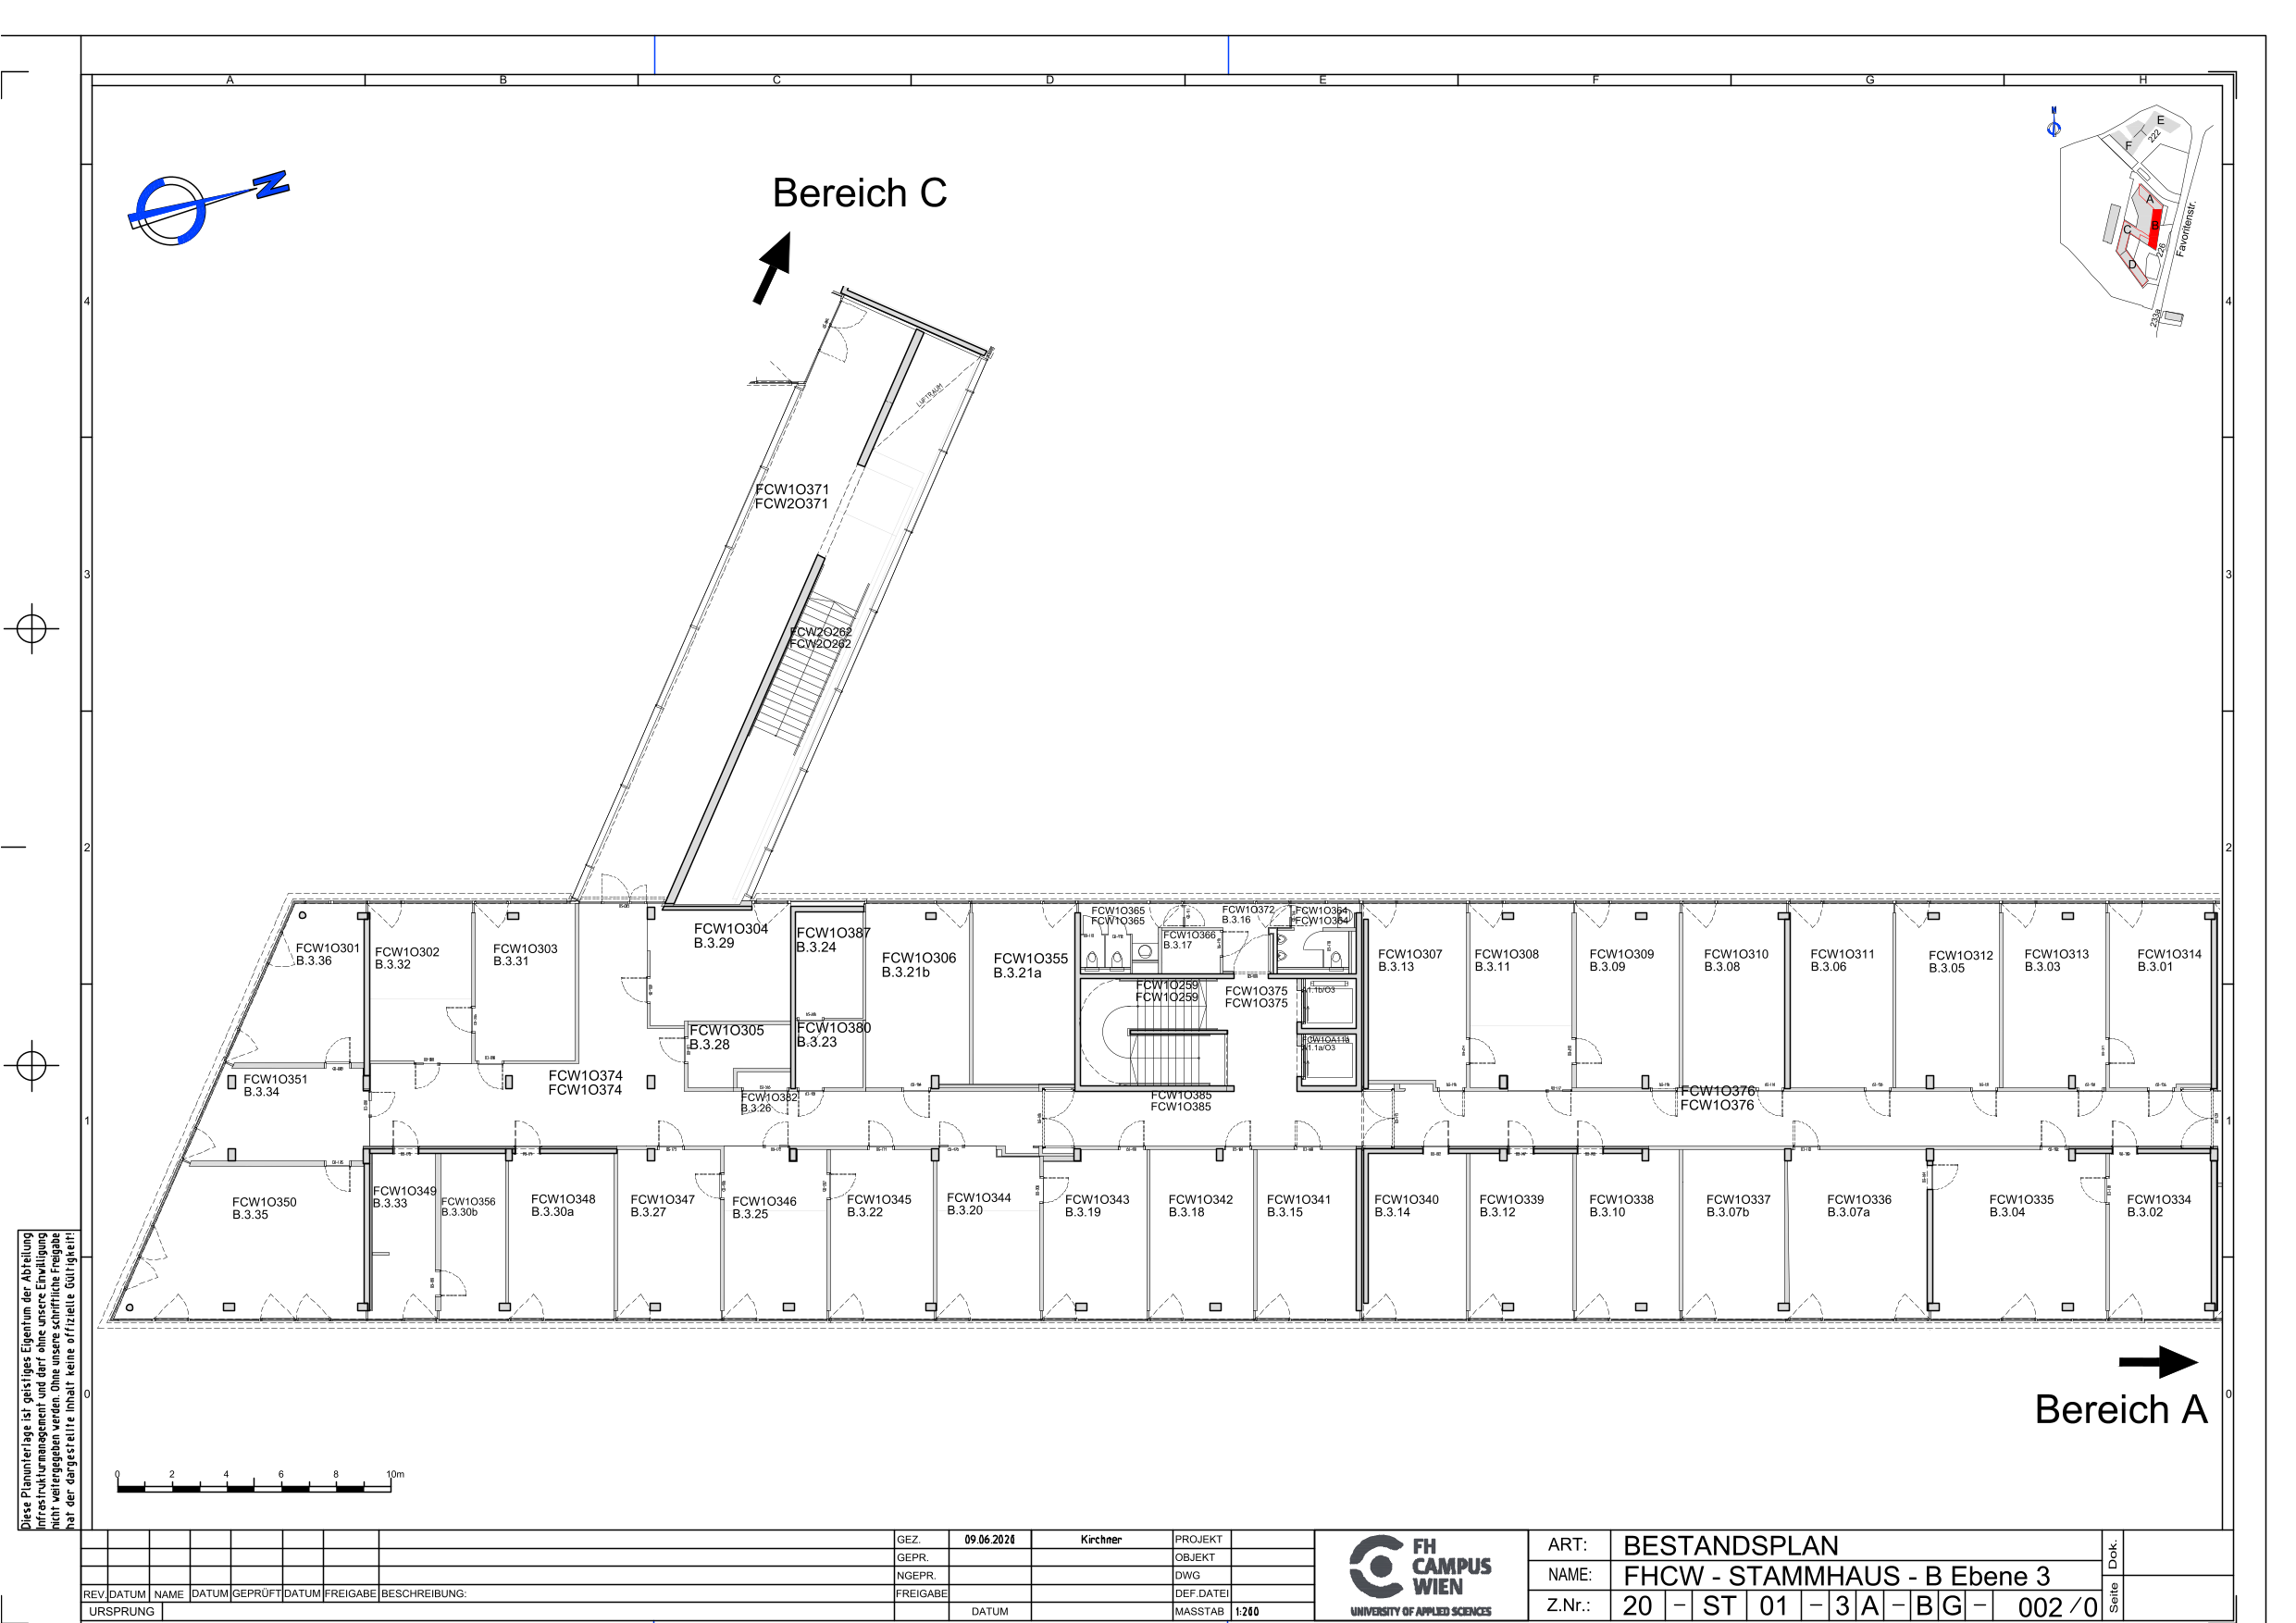 A B C D E F G H
N
E
F
222
A
B
C
D
226
Favoritenstr.
233a
Bereich C
4
4
LUFTRAUM
FCW1O371
FCW2O371
3
3
FCW2O262
FCW2O262
2
2
FCW1O301
B.3.36
FCW1O302
B.3.32
FCW1O303
B.3.31
FCW1O304
B.3.29
FCW1O387
B.3.24
FCW1O306
B.3.21b
FCW1O355
B.3.21a
FCW1O365
FCW1O365
FCW1O366
B.3.17
FCW1O372
B.3.16
FCW1O364
FCW1O364
FCW1O307
B.3.13
FCW1O308
B.3.11
FCW1O309
B.3.09
FCW1O310
B.3.08
FCW1O311
B.3.06
FCW1O312
B.3.05
FCW1O313
B.3.03
FCW1O314
B.3.01
FCW1O259
FCW1O259
FCW1O375
FCW1O375
FCW1O305
B.3.28
FCW1O380
B.3.23
FCW1O351
B.3.34
FCW1O374
FCW1O374
FCW1O382
B.3.26
FCW1O385
FCW1O385
FCW1O376
FCW1O376
1
1
FCW1O350
B.3.35
FCW1O349
B.3.33
FCW1O356
B.3.30b
FCW1O348
B.3.30a
FCW1O347
B.3.27
FCW1O346
B.3.25
FCW1O345
B.3.22
FCW1O344
B.3.20
FCW1O343
B.3.19
FCW1O342
B.3.18
FCW1O341
B.3.15
FCW1O340
B.3.14
FCW1O339
B.3.12
FCW1O338
B.3.10
FCW1O337
B.3.07b
FCW1O336
B.3.07a
FCW1O335
B.3.04
FCW1O334
B.3.02
0
0
Bereich A
Diese Planunterlage ist geistiges Eigentum der Abteilung
Infrastrukturmanagement und darf ohne unsere Einwilligung
nicht weitergegeben werden. Ohne unsere schriftliche Freigabe
hat der dargestellte Inhalt keine offizielle Gültigkeit!
0 2 4 6 8 10m
REV. DATUM NAME DATUM GEPRÜFT DATUM FREIGABE BESCHREIBUNG:
URSPRUNG
GEZ. 09.06.2020 Kirchner
GEPR.
NGEPR.
FREIGABE
DATUM
PROJEKT
OBJEKT
DWG
DEF.DATEI
MASSTAB 1:200
FH
CAMPUS
WIEN
UNIVERSITY OF APPLIED SCIENCES
ART: BESTANDSPLAN
NAME: FHCW - STAMMHAUS - B Ebene 3
Z.Nr.: 20 - ST 01 - 3 A - B G - 002 / 0
Dok.
Seite